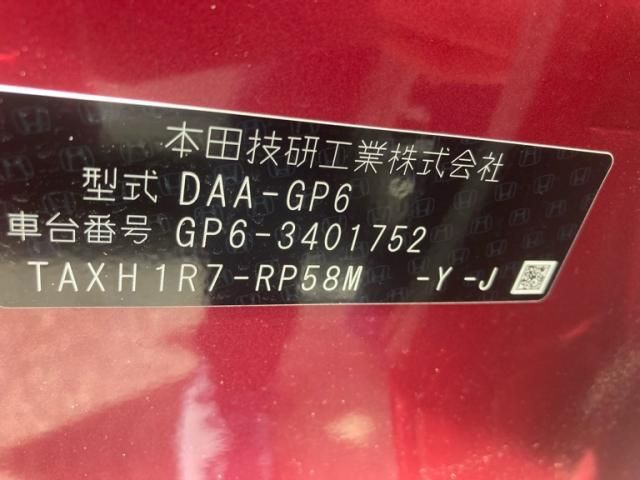 本田技研工業株式会社
型式 DAA-GP6
車台番号 GP6-3401752
TAXH1R7-RP58M -Y-J